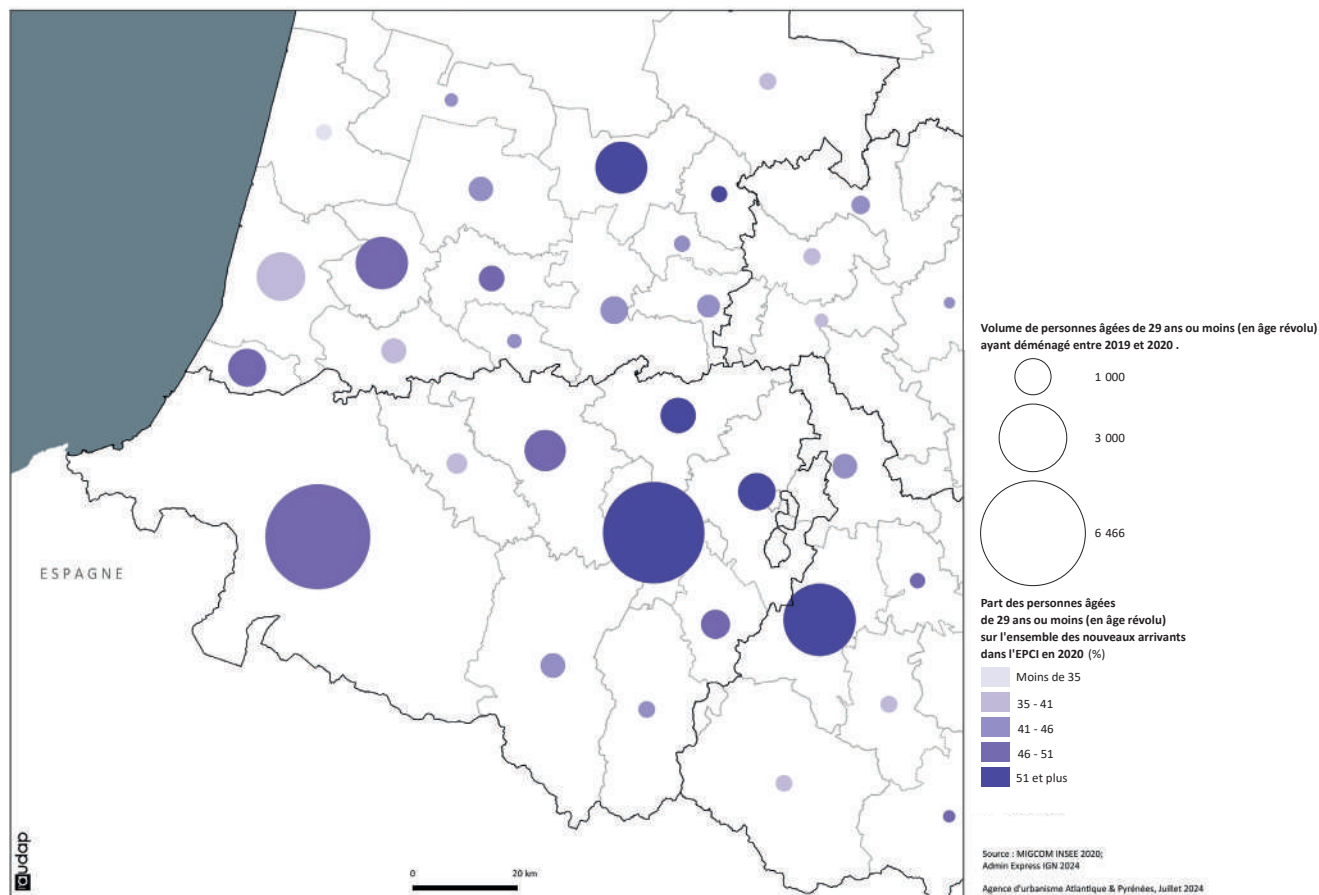 ESPAGNE
audap
0 20 km
Volume de personnes âgées de 29 ans ou moins (en âge révolu)
ayant déménagé entre 2019 et 2020 .
1 000
3 000
6 466
Part des personnes âgées
de 29 ans ou moins (en âge révolu)
sur l'ensemble des nouveaux arrivants
dans l'EPCI en 2020 (%)
Moins de 35
35 - 41
41 - 46
46 - 51
51 et plus
Source : MIGCOM INSEE 2020;
Admin Express IGN 2024
Agence d'urbanisme Atlantique & Pyrénées, Juillet 2024